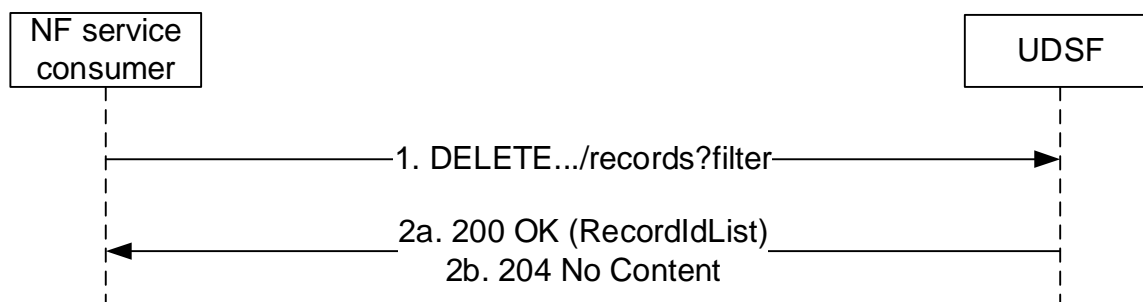 NF service
consumer
UDSF
1. DELETE.../records?filter
2a. 200 OK (RecordIdList)
2b. 204 No Content